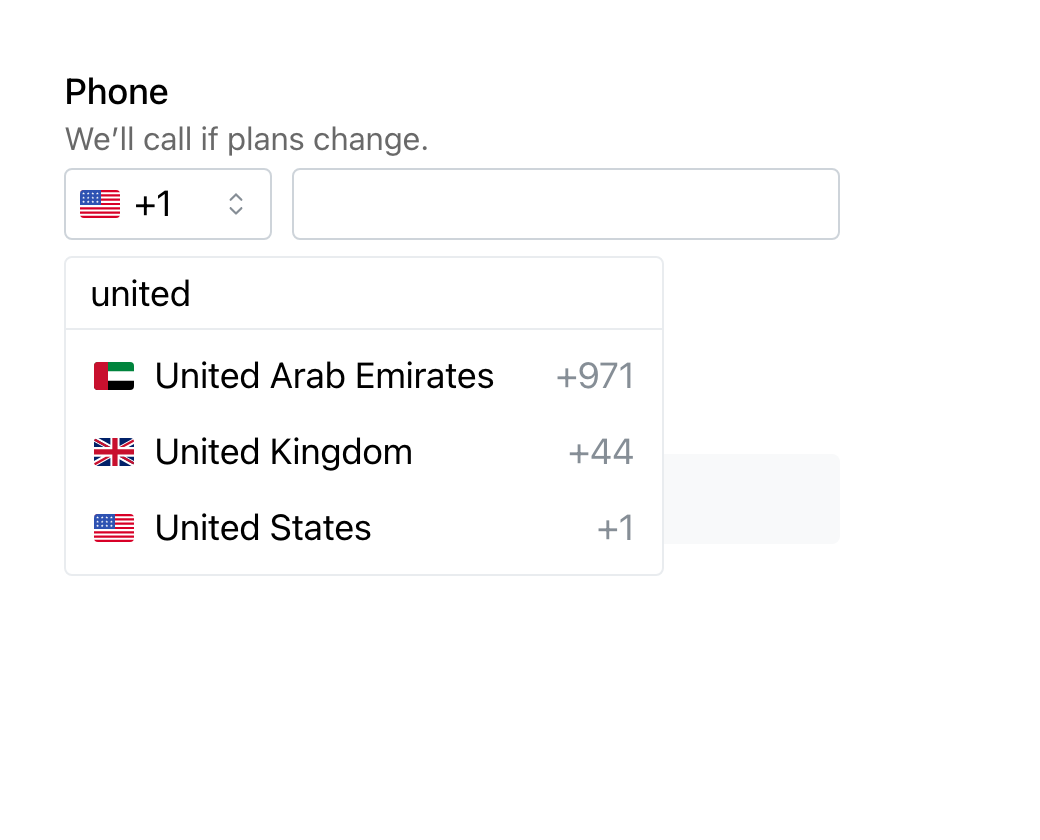 Phone
We’ll call if plans change.
+1
united
United Arab Emirates +971
United Kingdom +44
United States +1